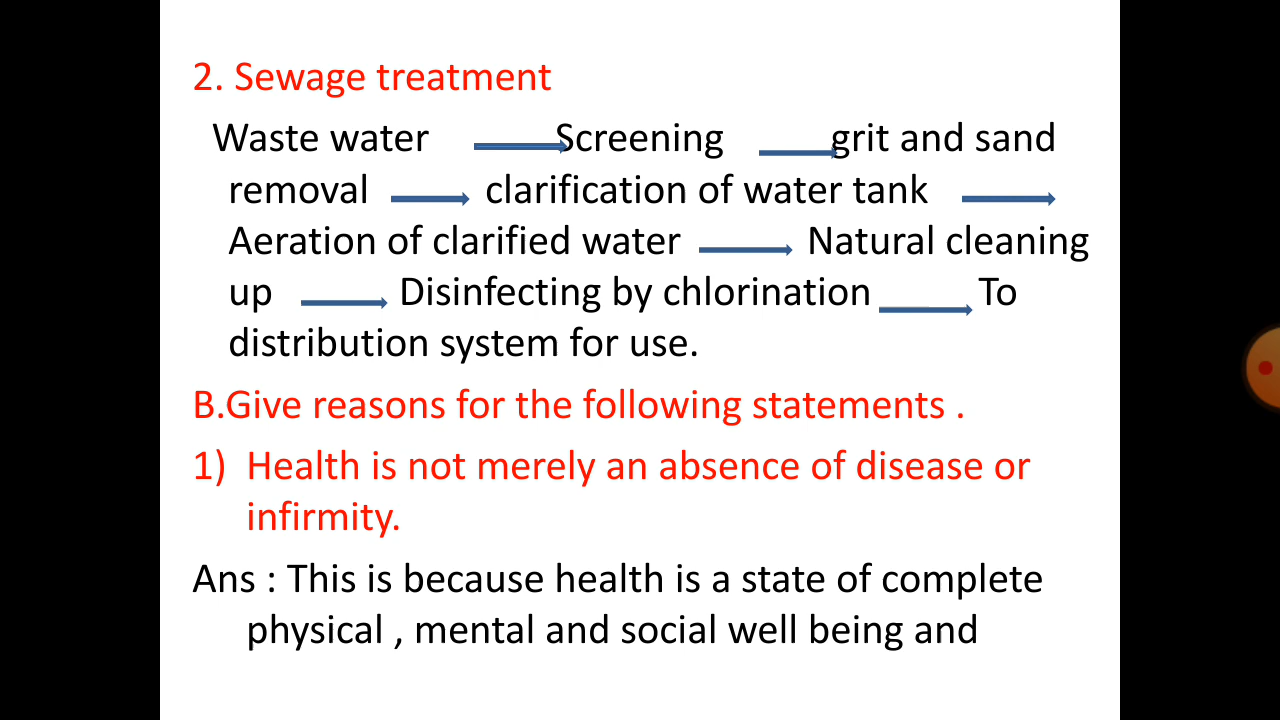 2. Sewage treatment
Waste water Screening grit and sand
removal clarification of water tank
Aeration of clarified water Natural cleaning
up Disinfecting by chlorination To
distribution system for use.
B.Give reasons for the following statements .
1) Health is not merely an absence of disease or
infirmity.
Ans : This is because health is a state of complete
physical , mental and social well being and